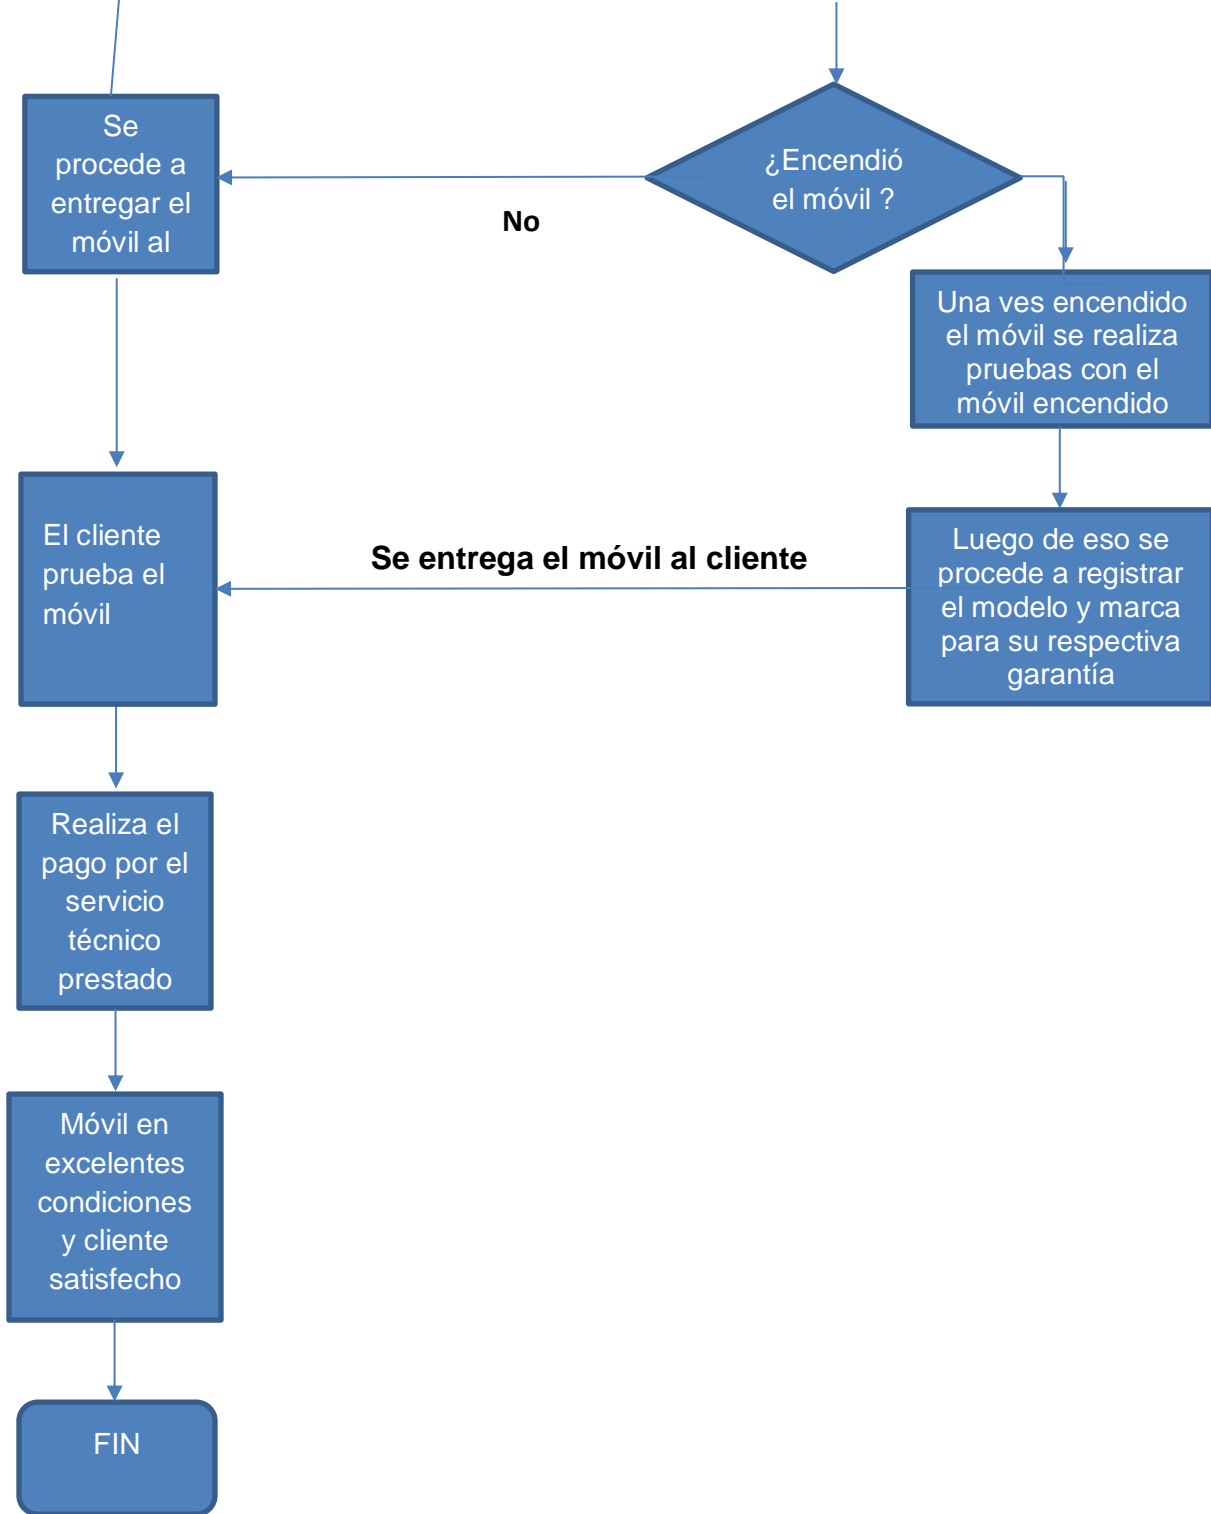 Se
procede a
entregar el
móvil al
¿Encendió
el móvil ?
No
Una ves encendido
el móvil se realiza
pruebas con el
móvil encendido
El cliente
prueba el
móvil
Se entrega el móvil al cliente
Luego de eso se
procede a registrar
el modelo y marca
para su respectiva
garantía
Realiza el
pago por el
servicio
técnico
prestado
Móvil en
excelentes
condiciones
y cliente
satisfecho
FIN